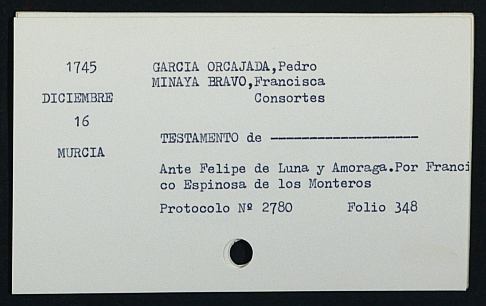 1745
DICIEMBRE
16
MURCIA
GARCIA ORCAJADA,Pedro
MINAYA BRAVO,Francisca
Consortes
TESTAMENTO de --------------------
Ante Felipe de Luna y Amoraga.Por Franci
co Espinosa de los Monteros
Protocolo Nº 2780 Folio 348